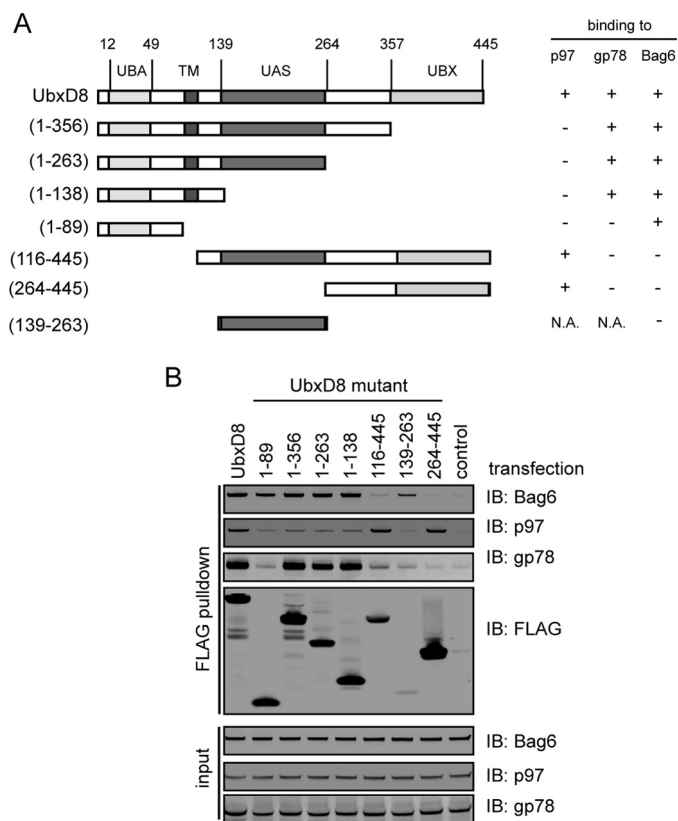 A
binding to
12 49 139 264 357 445
p97 gp78 Bag6
UBA TM UAS UBX
UbxD8 + + +
(1-356) - + +
(1-263) - + +
(1-138) - + +
(1-89) - - +
(116-445) + - -
(264-445) + - -
(139-263) N.A. N.A. -
B
UbxD8 mutant
UbxD8 1-89 1-356 1-263 1-138 116-445 139-263 264-445 control
transfection
FLAG pulldown
IB: Bag6
IB: p97
IB: gp78
IB: FLAG
input
IB: Bag6
IB: p97
IB: gp78